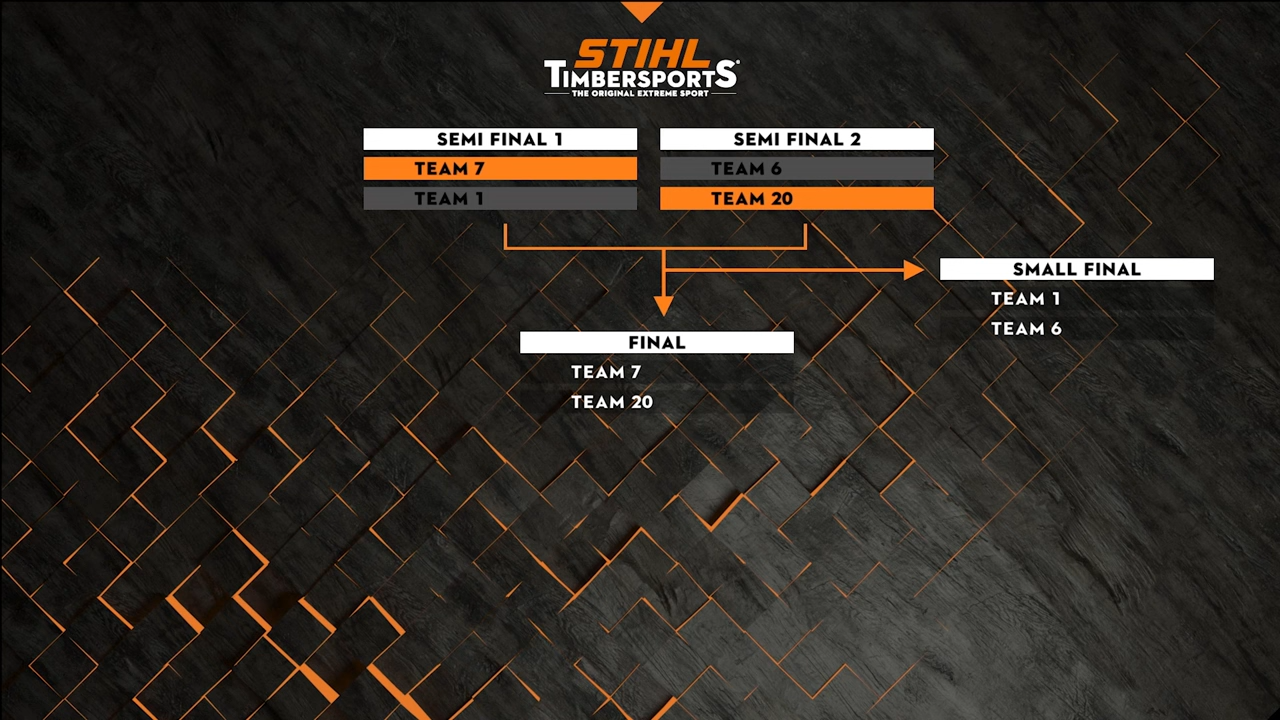 STIHL
TIMBERSPORTS®
THE ORIGINAL EXTREME SPORT
SEMI FINAL 1
TEAM 7
TEAM 1
SEMI FINAL 2
TEAM 6
TEAM 20
SMALL FINAL
TEAM 1
TEAM 6
FINAL
TEAM 7
TEAM 20